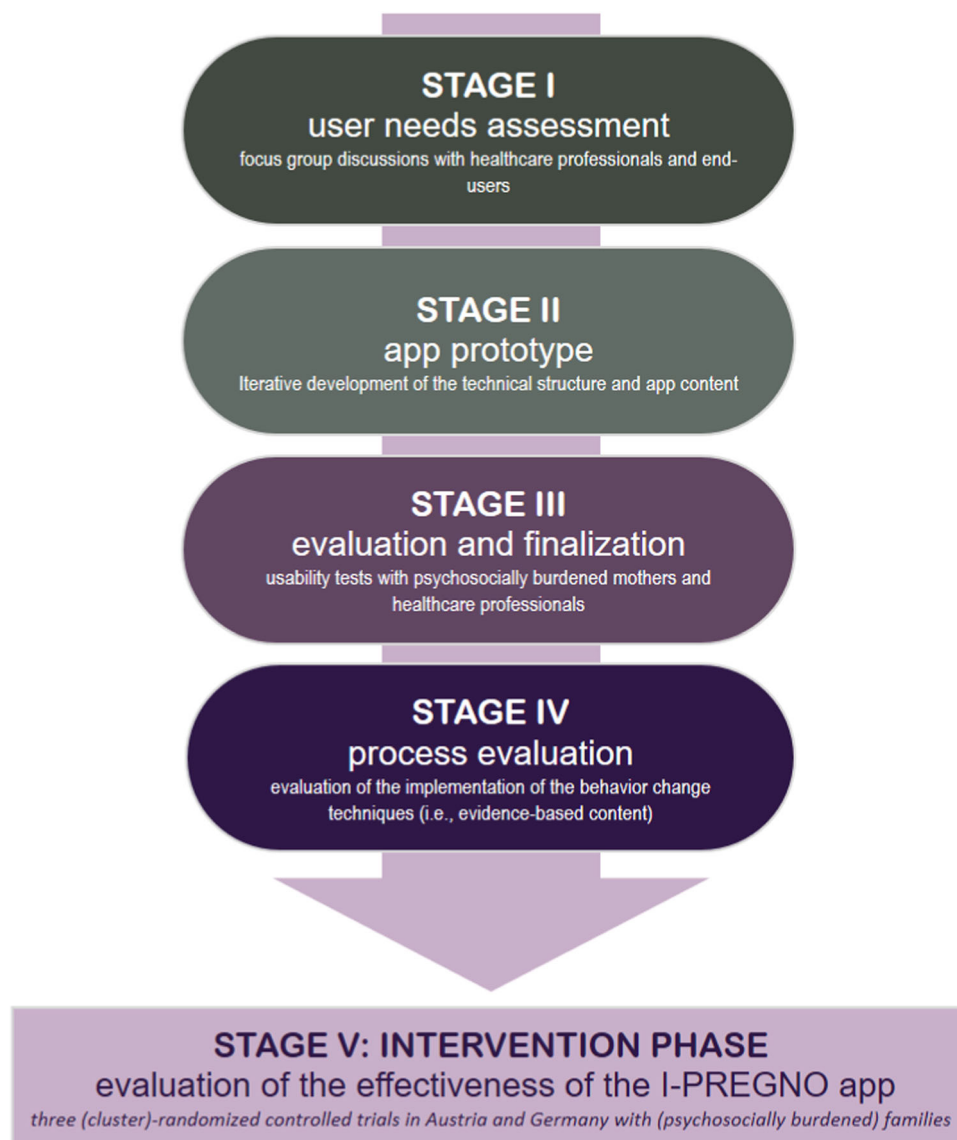 STAGE I
user needs assessment
focus group discussions with healthcare professionals and end-
users
STAGE II
app prototype
Iterative development of the technical structure and app content
STAGE III
evaluation and finalization
usability tests with psychosocially burdened mothers and
healthcare professionals
STAGE IV
process evaluation
evaluation of the implementation of the behavior change
techniques (i.e., evidence-based content)
STAGE V: INTERVENTION PHASE
evaluation of the effectiveness of the I-PREGNO app
three (cluster)-randomized controlled trials in Austria and Germany with (psychosocially burdened) families